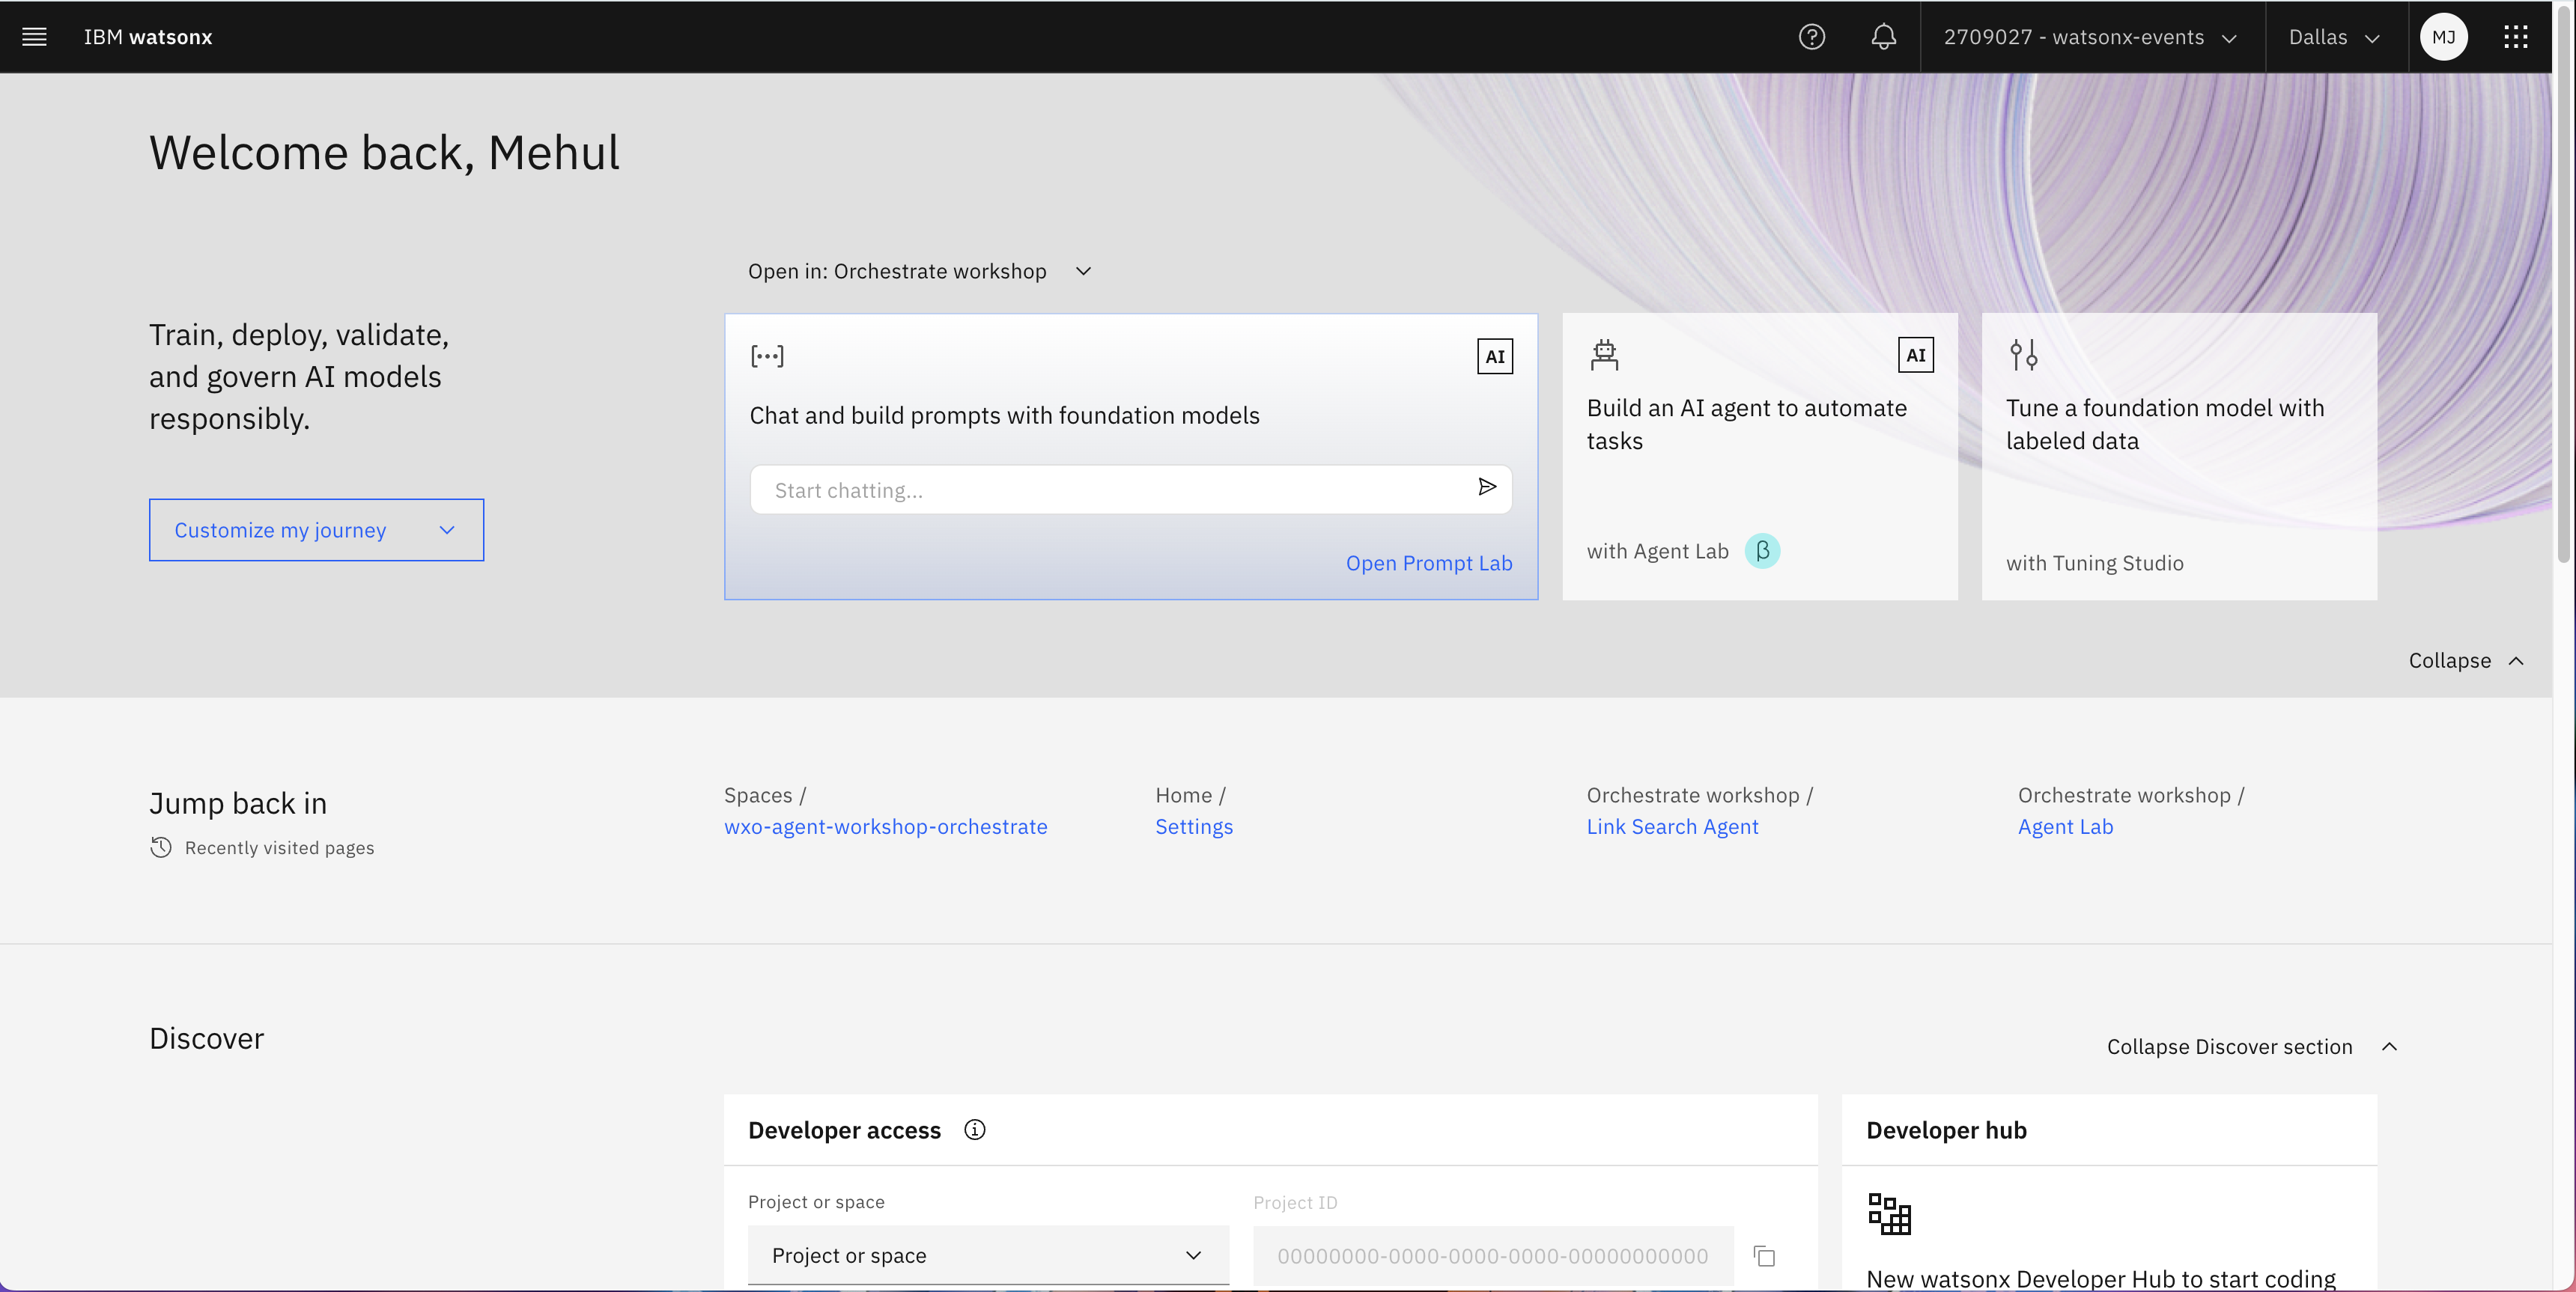 IBM watsonx
2709027 - watsonx-events
Dallas
MJ
Welcome back, Mehul
Train, deploy, validate,
and govern AI models
responsibly.
Customize my journey
Open in: Orchestrate workshop
AI
Chat and build prompts with foundation models
Start chatting...
Open Prompt Lab
AI
Build an AI agent to automate
tasks
with Agent Lab β
Tune a foundation model with
labeled data
with Tuning Studio
Collapse
Jump back in
Recently visited pages
Spaces /
wxo-agent-workshop-orchestrate
Home /
Settings
Orchestrate workshop /
Link Search Agent
Orchestrate workshop /
Agent Lab
Discover
Collapse Discover section
Developer access
Project or space
Project or space
Project ID
00000000-0000-0000-0000-00000000000
Developer hub
New watsonx Developer Hub to start coding